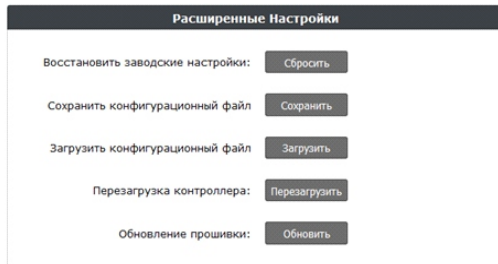 Расширенные Настройки
Восстановить заводские настройки: Сбросить
Сохранить конфигурационный файл Сохранить
Загрузить конфигурационный файл Загрузить
Перезагрузка контроллера: Перезагрузить
Обновление прошивки: Обновить